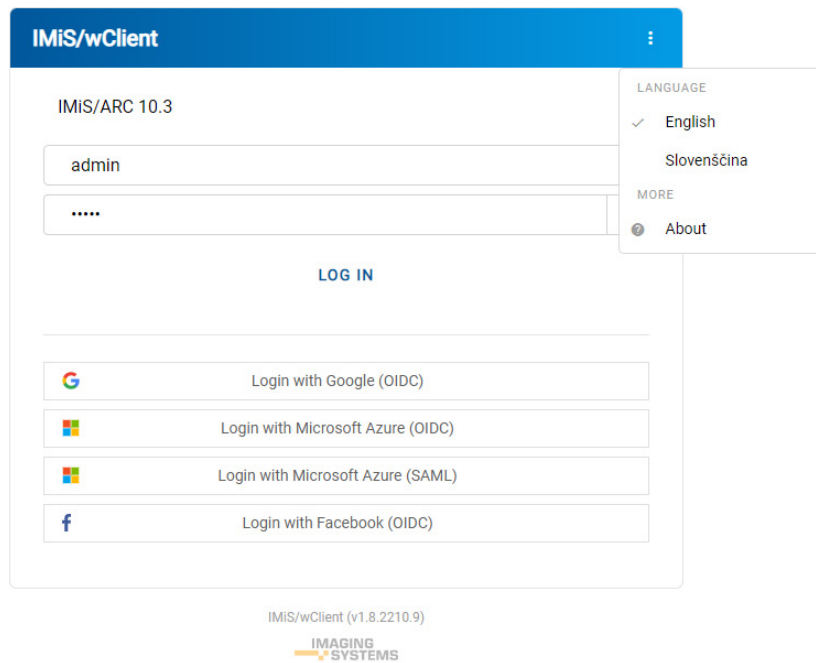 IMiS/wClient
LANGUAGE
IMiS/ARC 10.3
English
admin
Slovenščina
MORE
•••••
About
LOG IN
Login with Google (OIDC)
Login with Microsoft Azure (OIDC)
Login with Microsoft Azure (SAML)
Login with Facebook (OIDC)
IMiS/wClient (v1.8.2210.9)
IMAGING
SYSTEMS